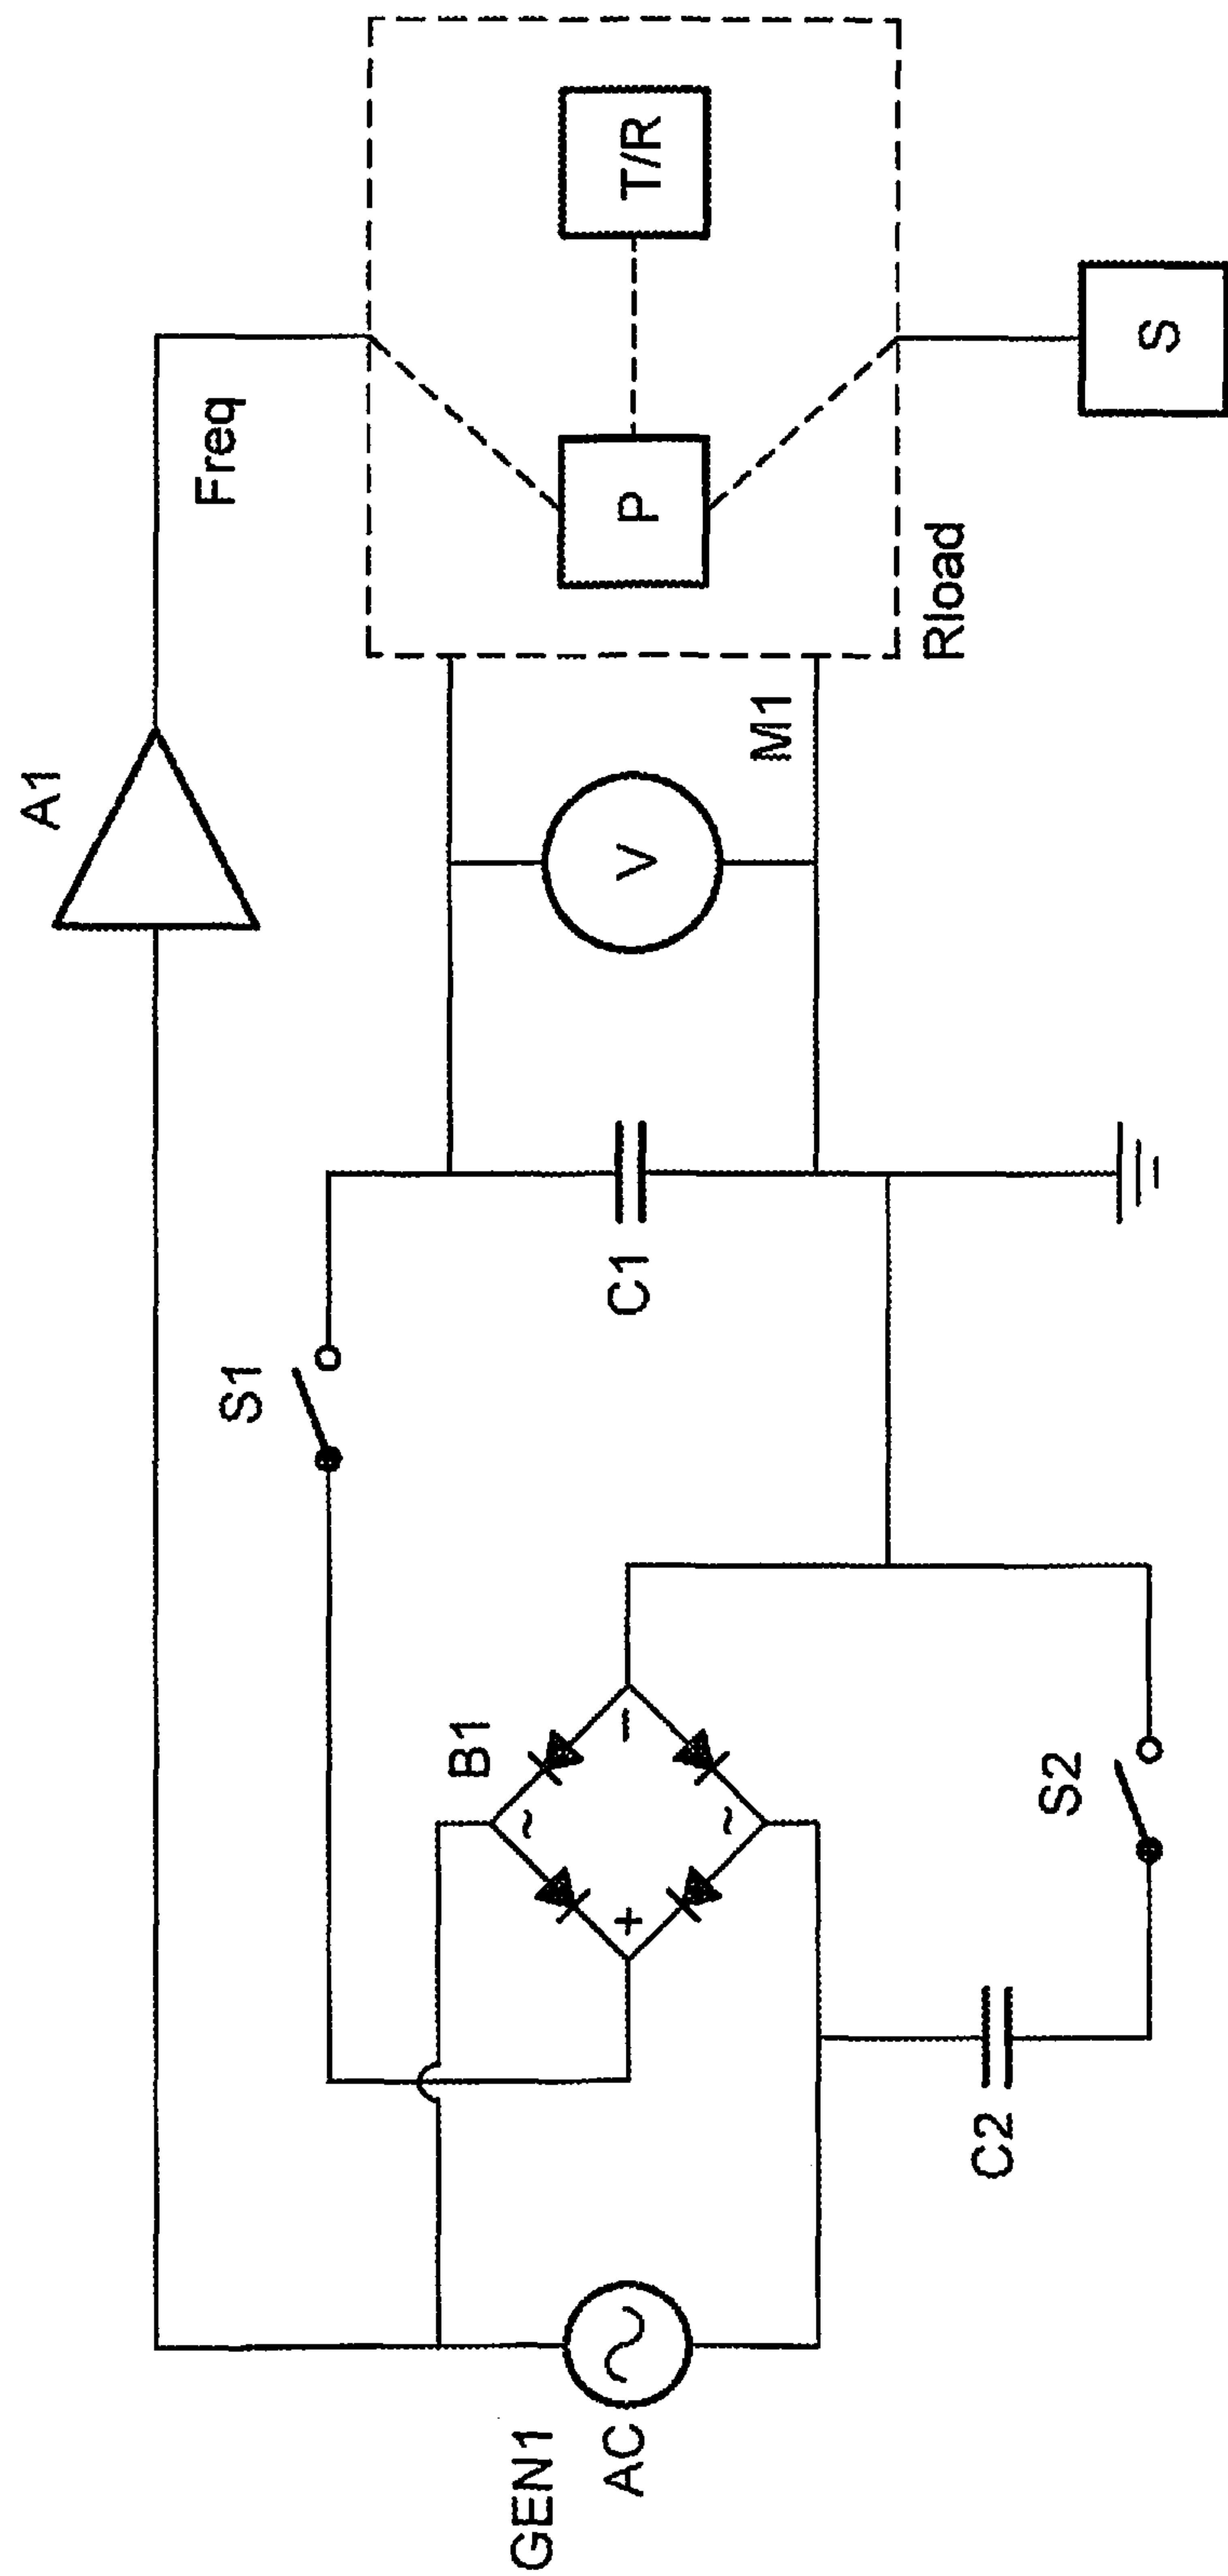 A1
Freq
T/R
P
S
Rload
M1
V
S1
C1
B1
~
~
+
−
S2
C2
GEN1
AC